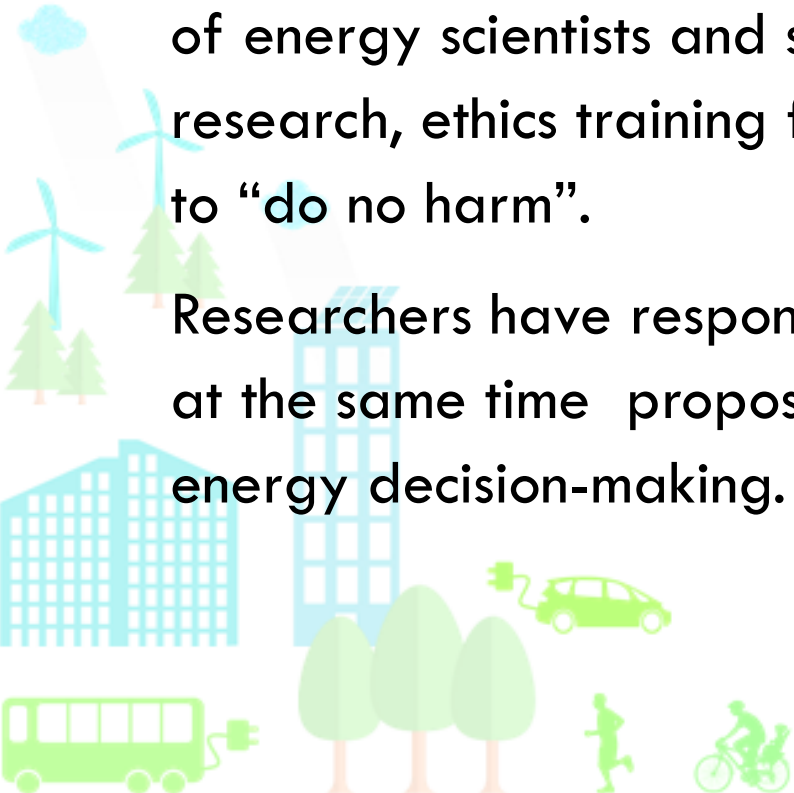 of energy scientists and s
research, ethics training f
to “do no harm”.
Researchers have respon
at the same time  propos
energy decision-making.